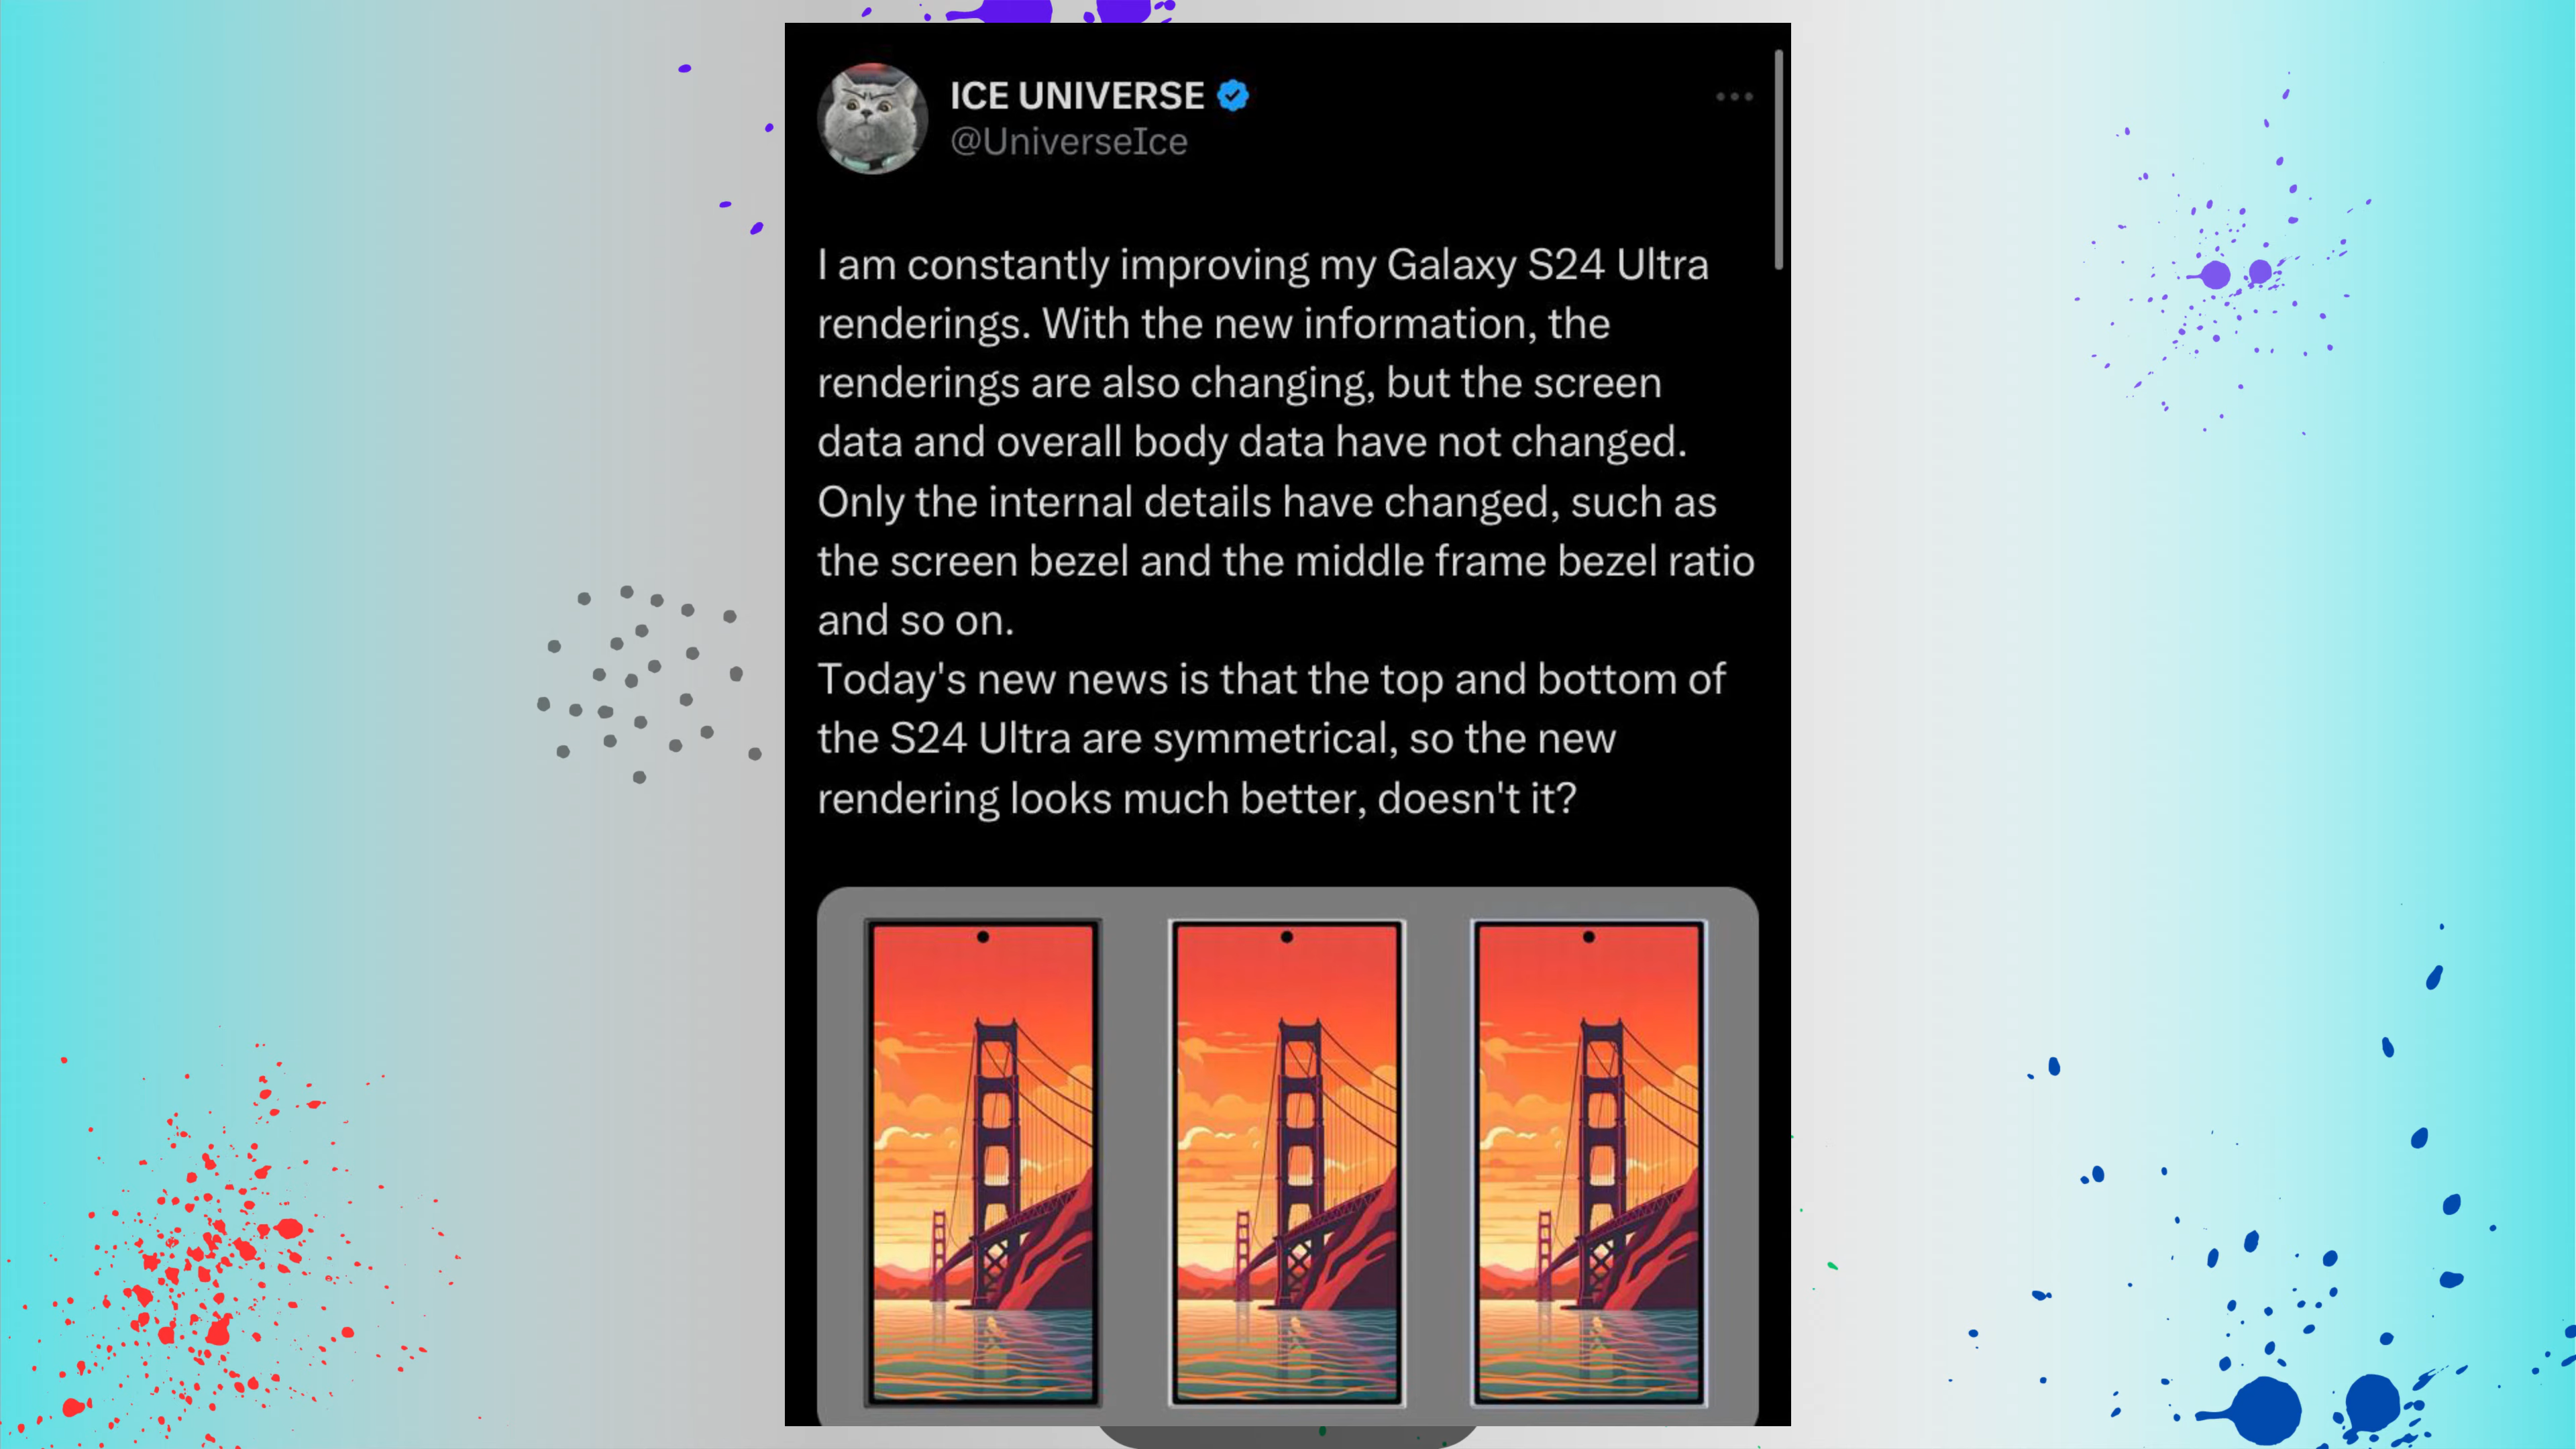 ICE UNIVERSE
@UniverseIce
I am constantly improving my Galaxy S24 Ultra
renderings. With the new information, the
renderings are also changing, but the screen
data and overall body data have not changed.
Only the internal details have changed, such as
the screen bezel and the middle frame bezel ratio
and so on.
Today's new news is that the top and bottom of
the S24 Ultra are symmetrical, so the new
rendering looks much better, doesn't it?